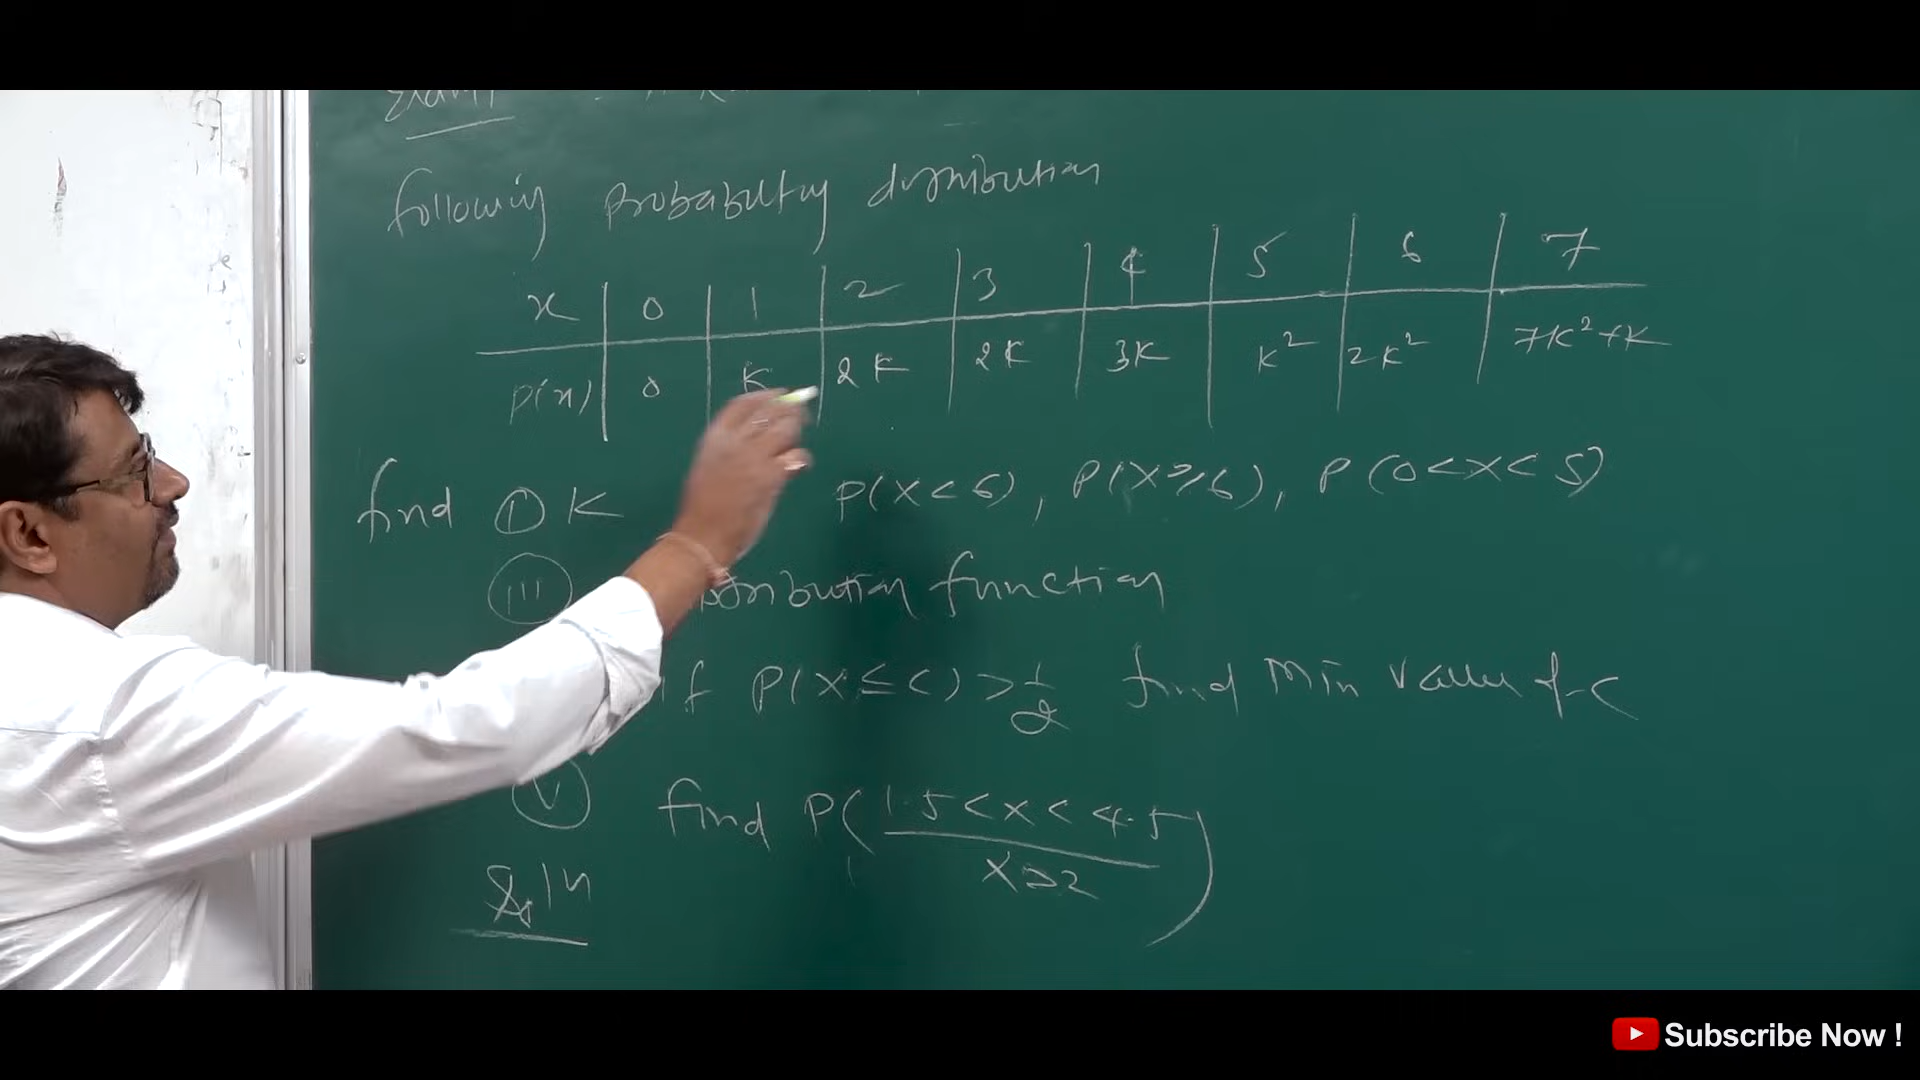 following probability distribution
x 0 1 2 3 4 5 6 7
P(x) 0 K 2K 2K 3K K² 2K² 7K²+K
find (I) K P(X<6), P(X≥6), P(0<X<5)
(III) function
If P(X≤C) > 1/2 find Min value of C
(V) find P(1.5<X<4.5 / X>2)
Soln
Subscribe Now !